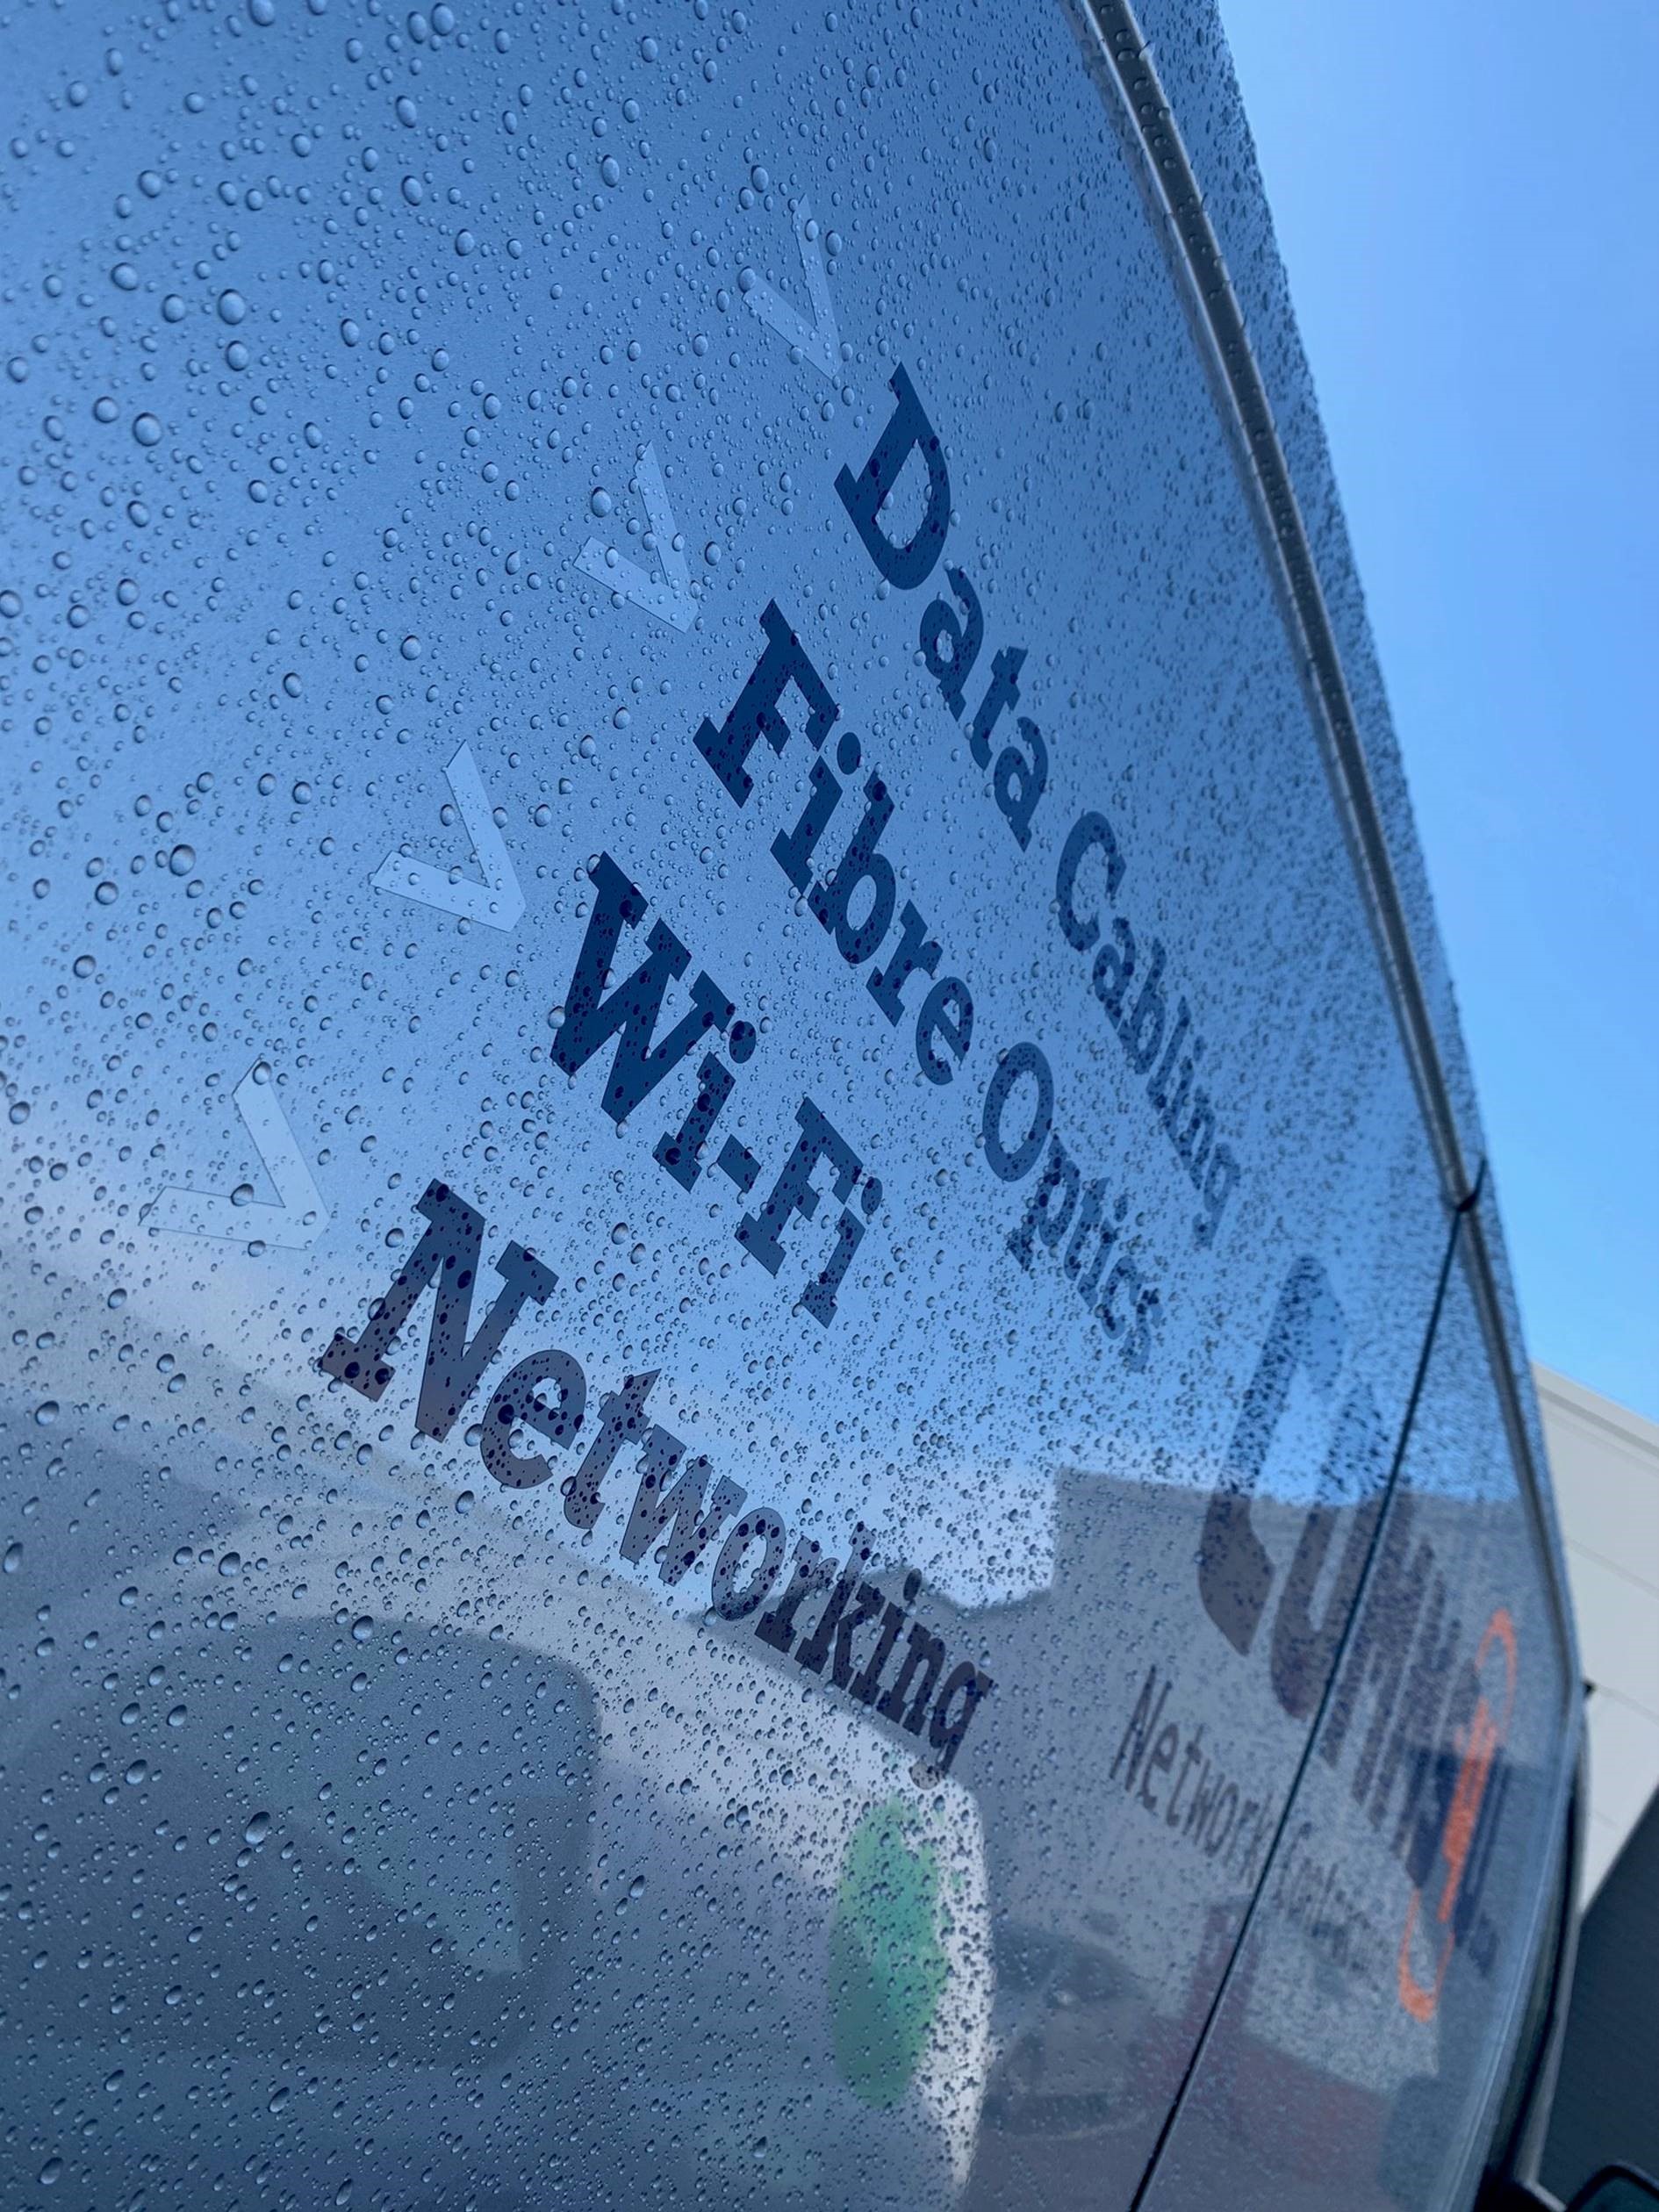 Data Cabling
Fibre Optics
Wi-Fi
Networking
Network